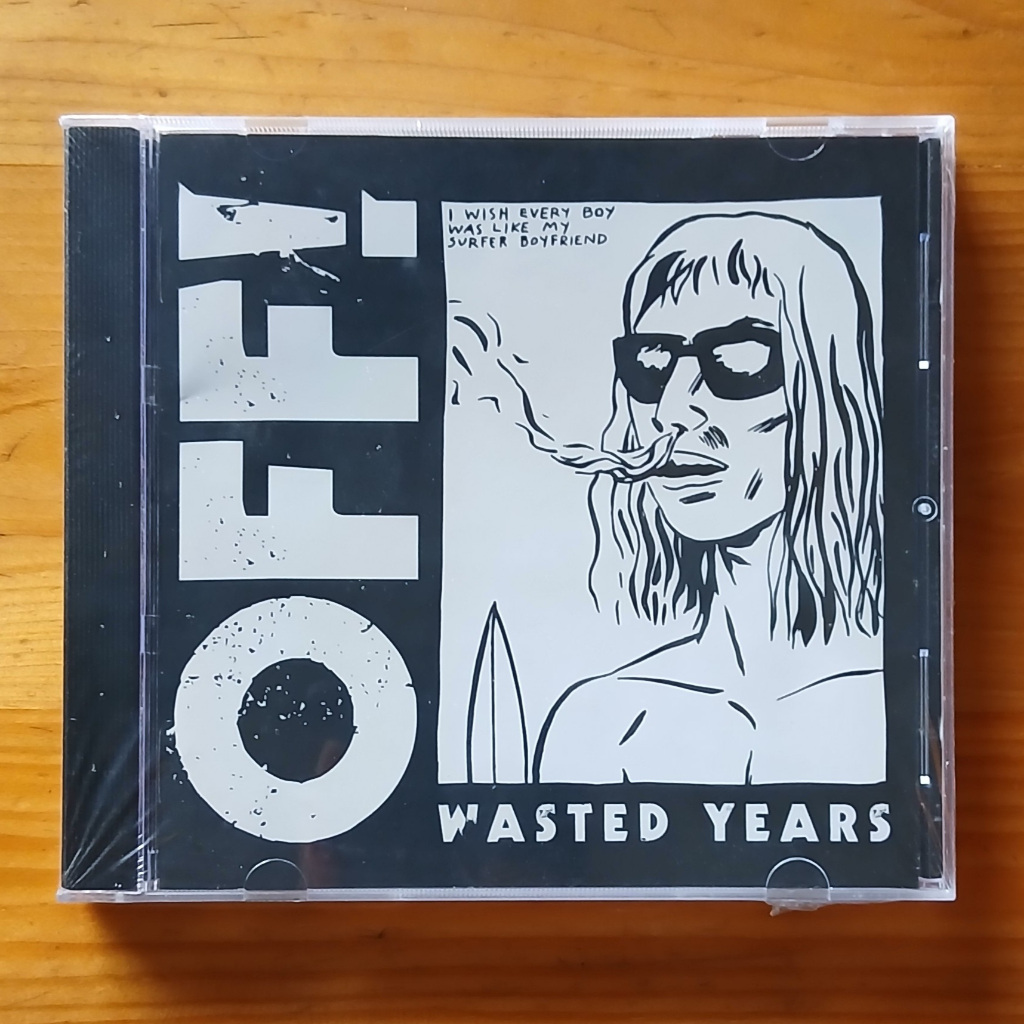 OFF!
I WISH EVERY BOY
WAS LIKE MY
SURFER BOYFRIEND
WASTED YEARS